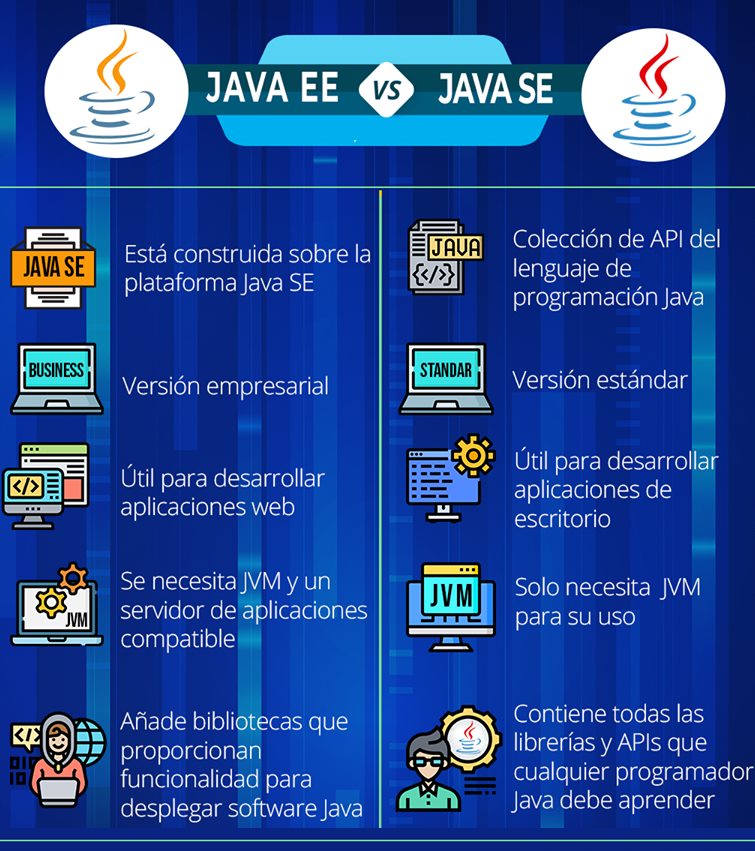 JAVA EE VS JAVA SE
JAVA SE
Está construida sobre la
plataforma Java SE
BUSINESS
Versión empresarial
</>
Útil para desarrollar
aplicaciones web
JVM
Se necesita JVM y un
servidor de aplicaciones
compatible
</>
Añade bibliotecas que
proporcionan
funcionalidad para
desplegar software Java
JAVA
{</>}
Colección de API del
lenguaje de
programación Java
STANDAR
Versión estándar
Útil para desarrollar
aplicaciones de
escritorio
JVM
Solo necesita JVM
para su uso
Contiene todas las
librerías y APIs que
cualquier programador
Java debe aprender